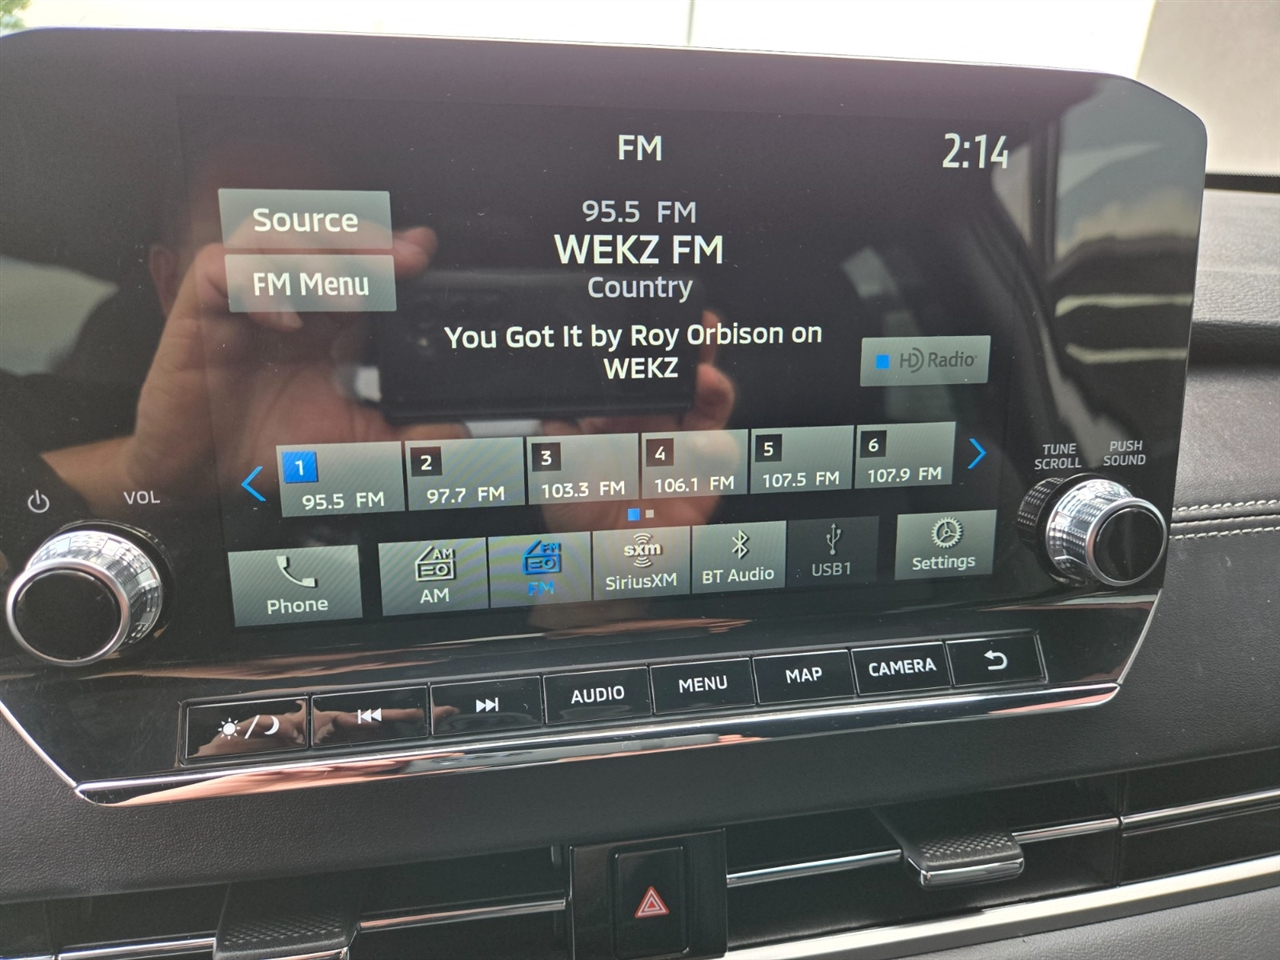 FM
2:14
Source
FM Menu
95.5 FM
WEKZ FM
Country
You Got It by Roy Orbison on
WEKZ
HD Radio
1
95.5 FM
2
97.7 FM
3
103.3 FM
4
106.1 FM
5
107.5 FM
6
107.9 FM
TUNE
SCROLL
PUSH
SOUND
VOL
Phone
AM
AM
FM
FM
sxm
SiriusXM
BT Audio
USB1
Settings
AUDIO
MENU
MAP
CAMERA